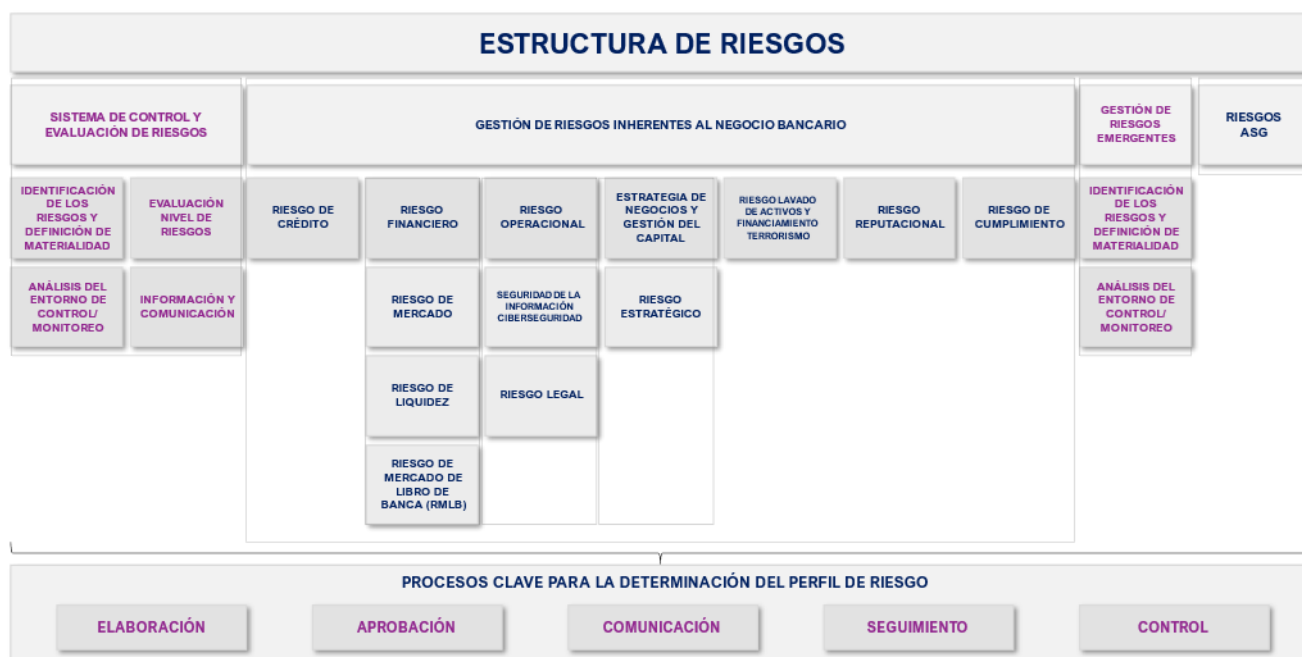 ESTRUCTURA DE RIESGOS
SISTEMA DE CONTROL Y
EVALUACIÓN DE RIESGOS
GESTIÓN DE RIESGOS INHERENTES AL NEGOCIO BANCARIO
GESTIÓN DE
RIESGOS
EMERGENTES
RIESGOS
ASG
IDENTIFICACIÓN
DE LOS
RIESGOS Y
DEFINICIÓN DE
MATERIALIDAD
EVALUACIÓN
NIVEL DE
RIESGOS
RIESGO DE
CRÉDITO
RIESGO
FINANCIERO
RIESGO
OPERACIONAL
ESTRATEGIA DE
NEGOCIOS Y
GESTIÓN DEL
CAPITAL
RIESGO LAVADO
DE ACTIVOS Y
FINANCIAMIENTO
TERRORISMO
RIESGO
REPUTACIONAL
RIESGO DE
CUMPLIMIENTO
IDENTIFICACIÓN
DE LOS
RIESGOS Y
DEFINICIÓN DE
MATERIALIDAD
ANÁLISIS DEL
ENTORNO DE
CONTROL/
MONITOREO
INFORMACIÓN Y
COMUNICACIÓN
RIESGO DE
MERCADO
SEGURIDAD DE LA
INFORMACIÓN
CIBERSEGURIDAD
RIESGO
ESTRATÉGICO
ANÁLISIS DEL
ENTORNO DE
CONTROL/
MONITOREO
RIESGO DE
LIQUIDEZ
RIESGO LEGAL
RIESGO DE
MERCADO DE
LIBRO DE
BANCA (RMLB)
PROCESOS CLAVE PARA LA DETERMINACIÓN DEL PERFIL DE RIESGO
ELABORACIÓN
APROBACIÓN
COMUNICACIÓN
SEGUIMIENTO
CONTROL